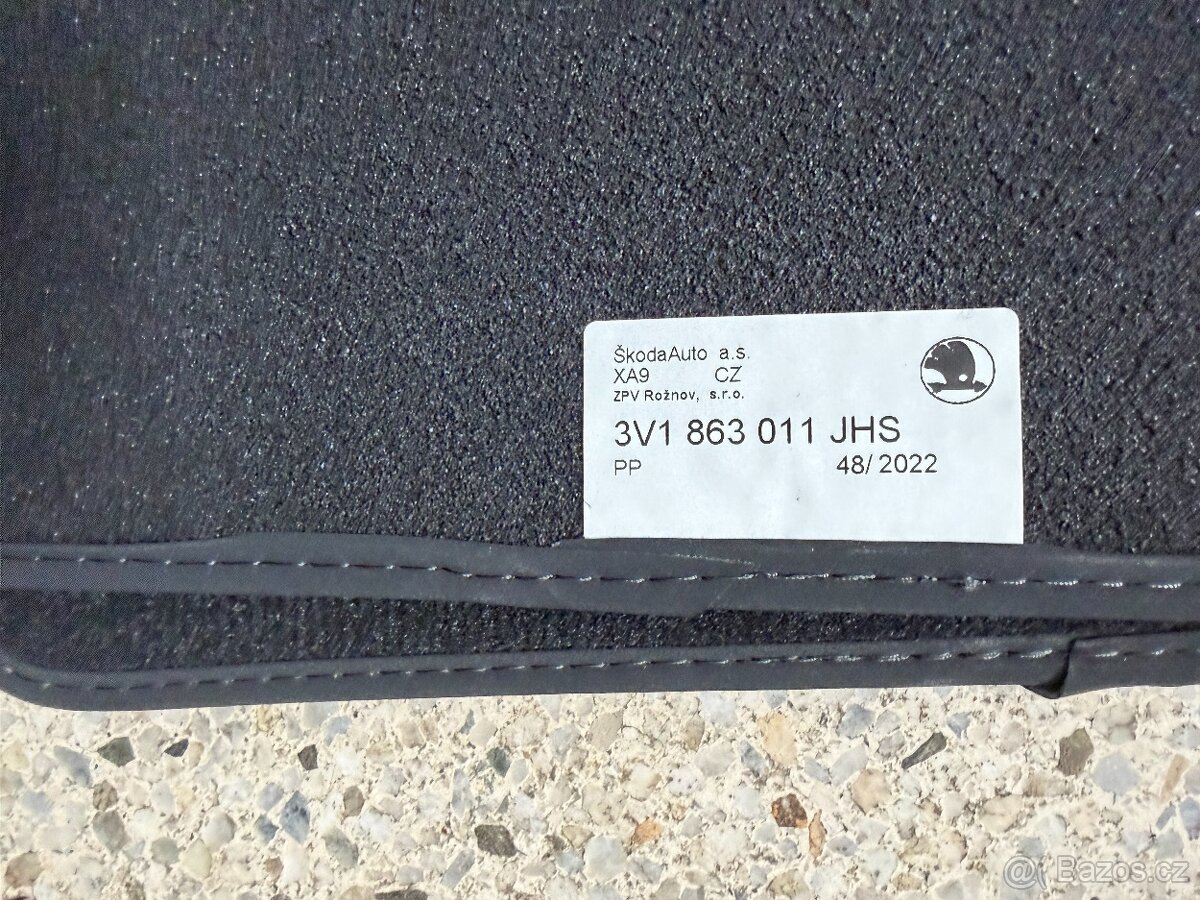 ŠkodaAuto a.s.
XA9 CZ
ZPV Rožnov, s.r.o.
3V1 863 011 JHS
PP 48/ 2022
Bazos.cz